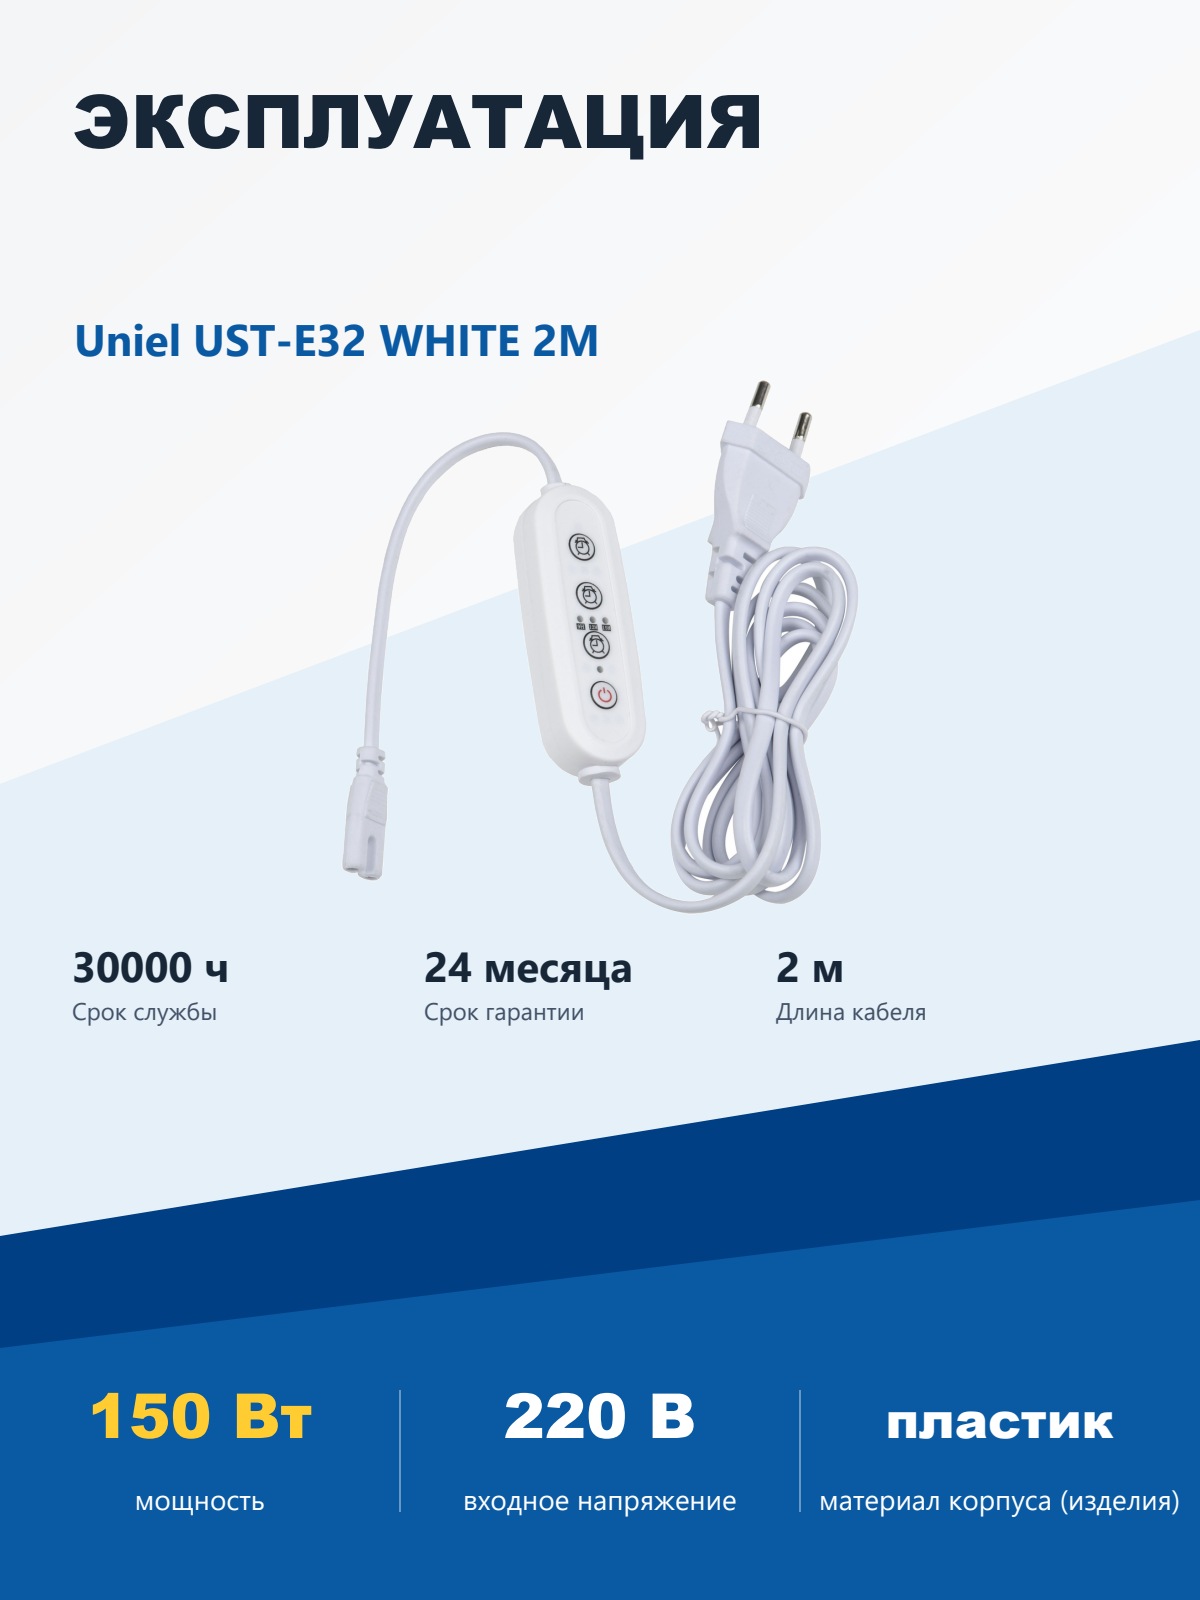 ЭКСПЛУАТАЦИЯ
Uniel UST-E32 WHITE 2M
30000 ч
Срок службы
24 месяца
Срок гарантии
2 м
Длина кабеля
150 Вт
мощность
220 В
входное напряжение
пластик
материал корпуса (изделия)